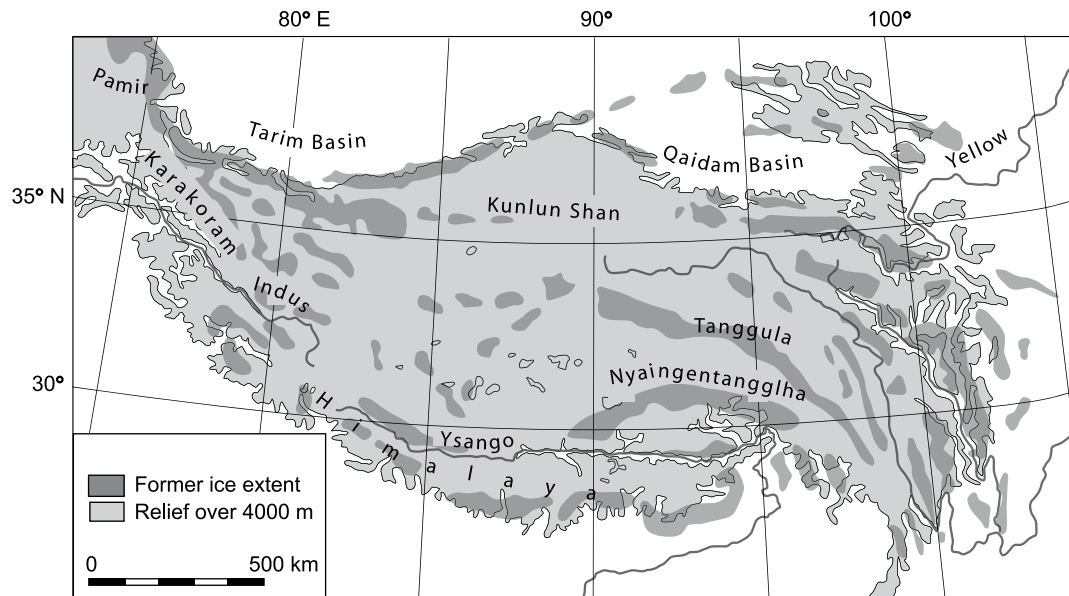 80° E
90°
100°
Pamir
Tarim Basin
Qaidam Basin
Yellow
Karakoram
35° N
Kunlun Shan
Indus
Tanggula
Nyaingentangglha
30°
Himalaya
Ysango
Former ice extent
Relief over 4000 m
0 500 km